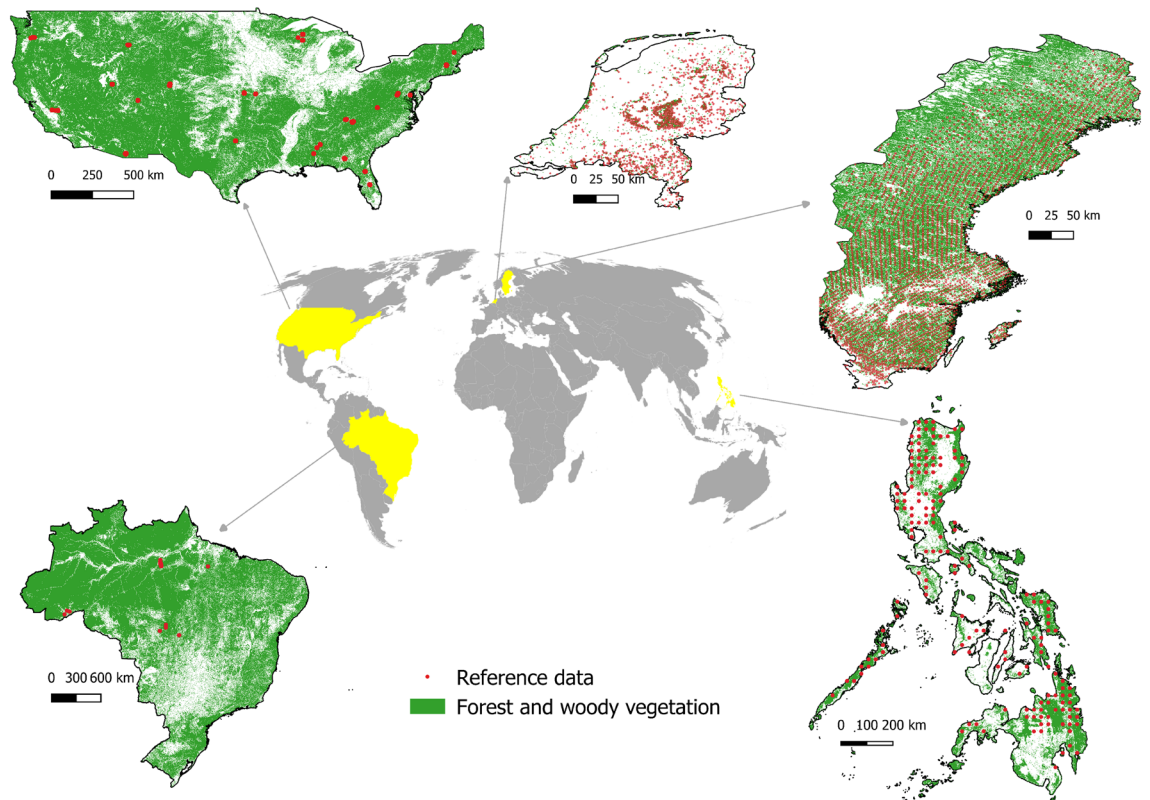 0 250 500 km
0 25 50 km
0 25 50 km
0 300 600 km
Reference data
Forest and woody vegetation
0 100 200 km